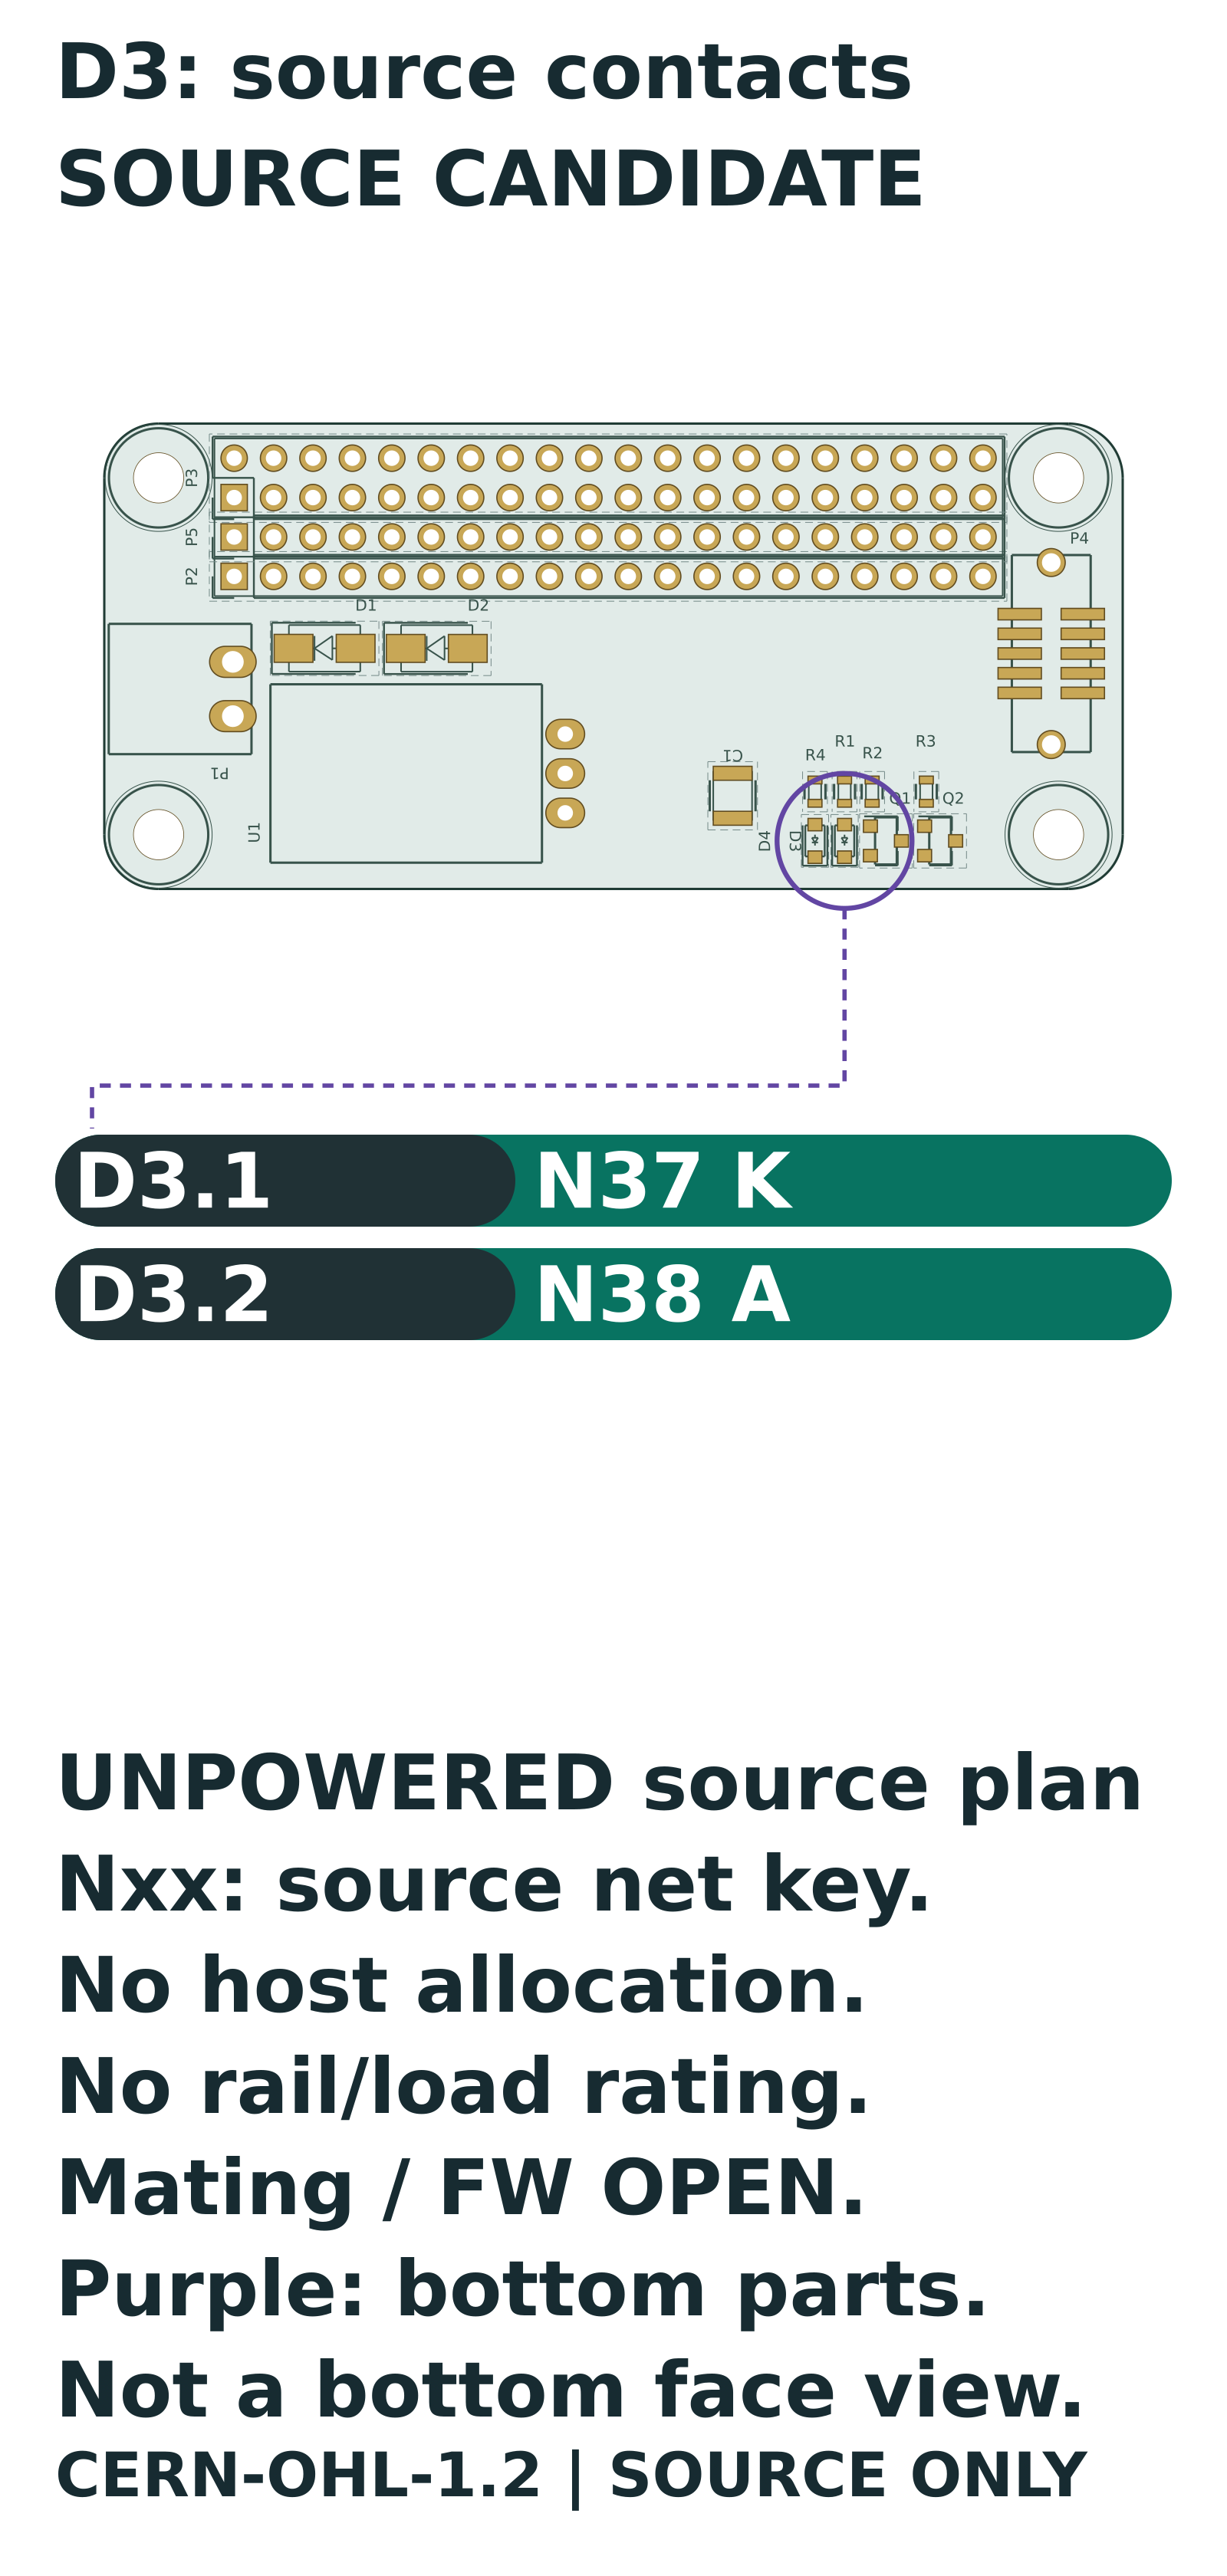 D3: source contacts
SOURCE CANDIDATE
P3
P5
P2
P4
D1 D2
P1
U1
C1
R4 R1 R2 R3
Q1 Q2
D4 D3
D3.1 N37 K
D3.2 N38 A
UNPOWERED source plan
Nxx: source net key.
No host allocation.
No rail/load rating.
Mating / FW OPEN.
Purple: bottom parts.
Not a bottom face view.
CERN-OHL-1.2 | SOURCE ONLY